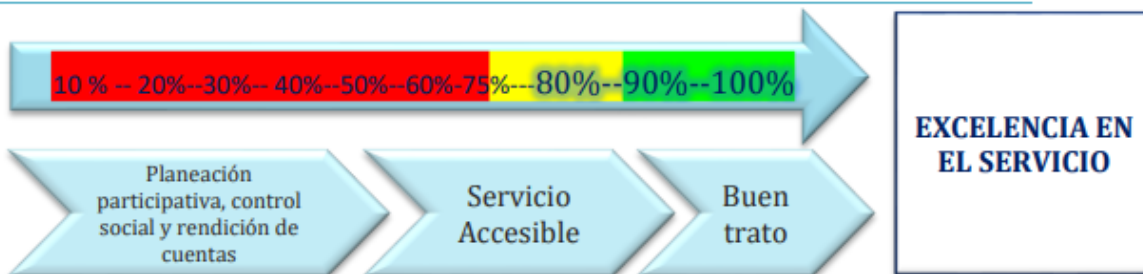 10 % -- 20%--30%-- 40%--50%--60%-75%---80%--90%--100%
EXCELENCIA EN
EL SERVICIO
Planeación
participativa, control
social y rendición de
cuentas
Servicio
Accesible
Buen
trato